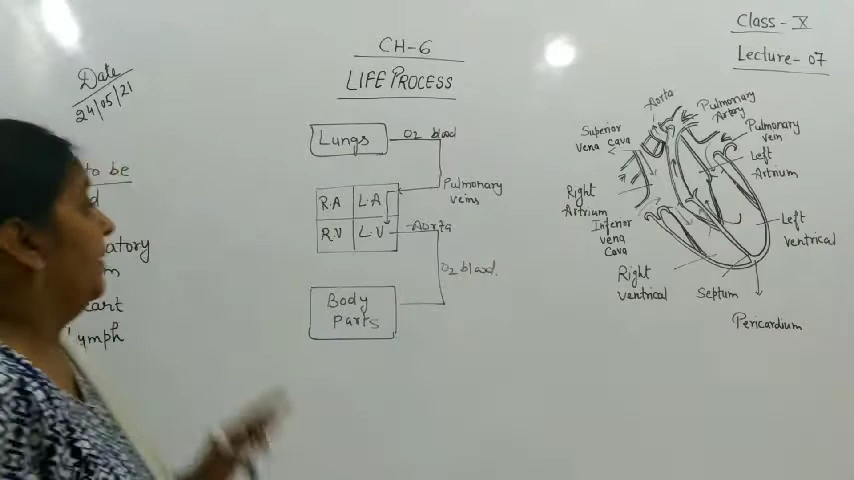 Class - X
Lecture - 07
CH-6
LIFE PROCESS
Date
24/05/21
to be
atory
eart
ymph
Lungs
O2 blood
Pulmonary
veins
R.A
L.A
R.V
L.V
Aorta
O2 blood.
Body
Parts
Aorta
Pulmonary
Artery
Pulmonary
vein
Left
Artrium
Left
ventrical
Superior
vena cava
Right
Artrium
Inferior
vena
Cava
Right
ventrical
Septum
Pericardium